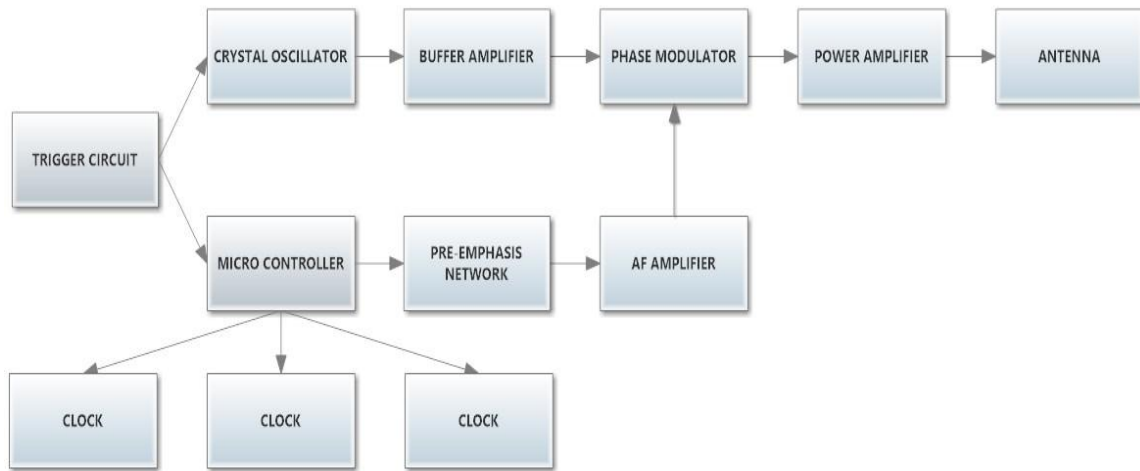 CRYSTAL OSCILLATOR
BUFFER AMPLIFIER
PHASE MODULATOR
POWER AMPLIFIER
ANTENNA
TRIGGER CIRCUIT
MICRO CONTROLLER
PRE-EMPHASIS
NETWORK
AF AMPLIFIER
CLOCK
CLOCK
CLOCK